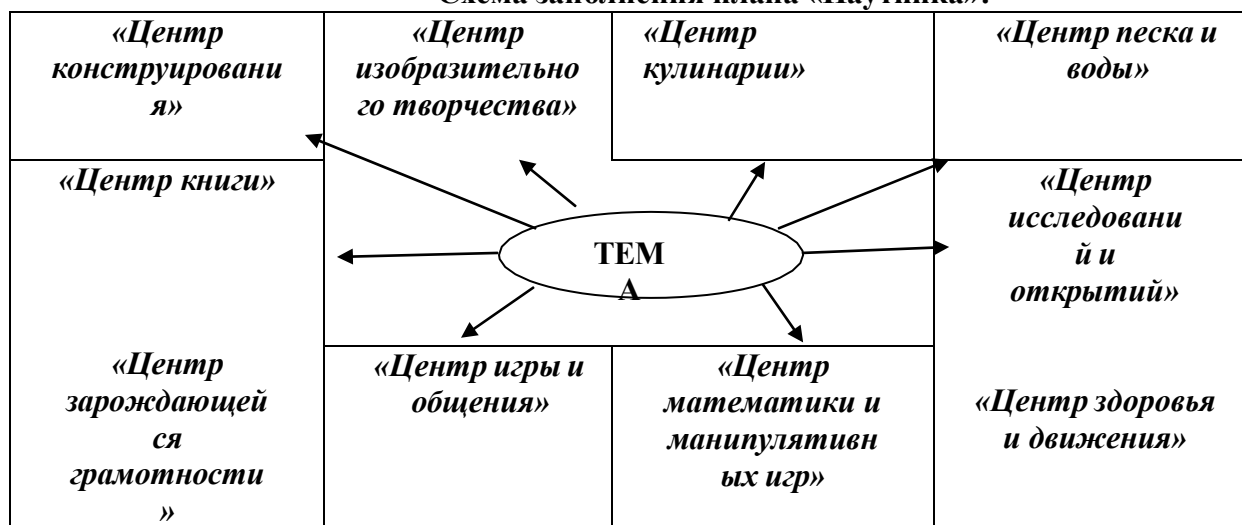 «Центр
конструировани
я»
«Центр
изобразительно
го творчества»
«Центр
кулинарии»
«Центр песка и
воды»
«Центр книги»
«Центр
исследовани
й и
открытий»
ТЕМ
А
«Центр
зарождающей
ся
грамотности
»
«Центр игры и
общения»
«Центр
математики и
манипулятивн
ых игр»
«Центр здоровья
и движения»